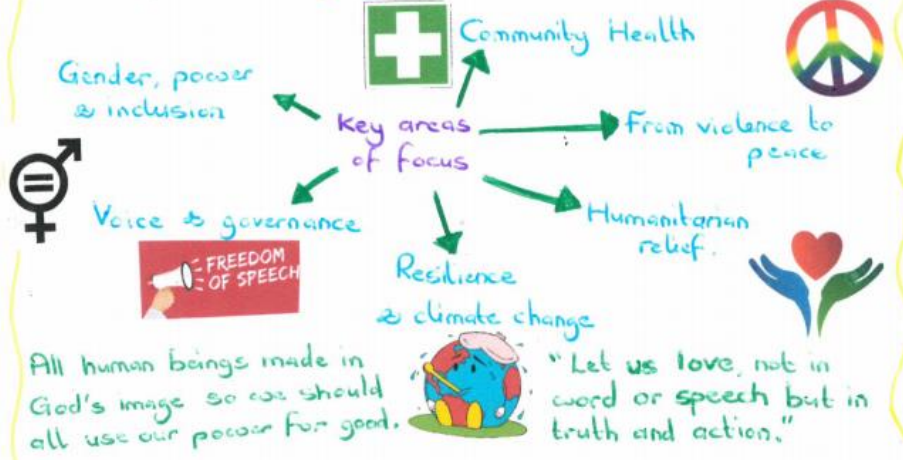 Community Health
Gender, power
& inclusion
Key areas
of focus
From violence to
peace
Voice & governance
Humanitarian
relief.
FREEDOM
OF SPEECH
Resilience
& climate change
All human beings made in
God's image so we should
all use our power for good.
"Let us love, not in
word or speech but in
truth and action."